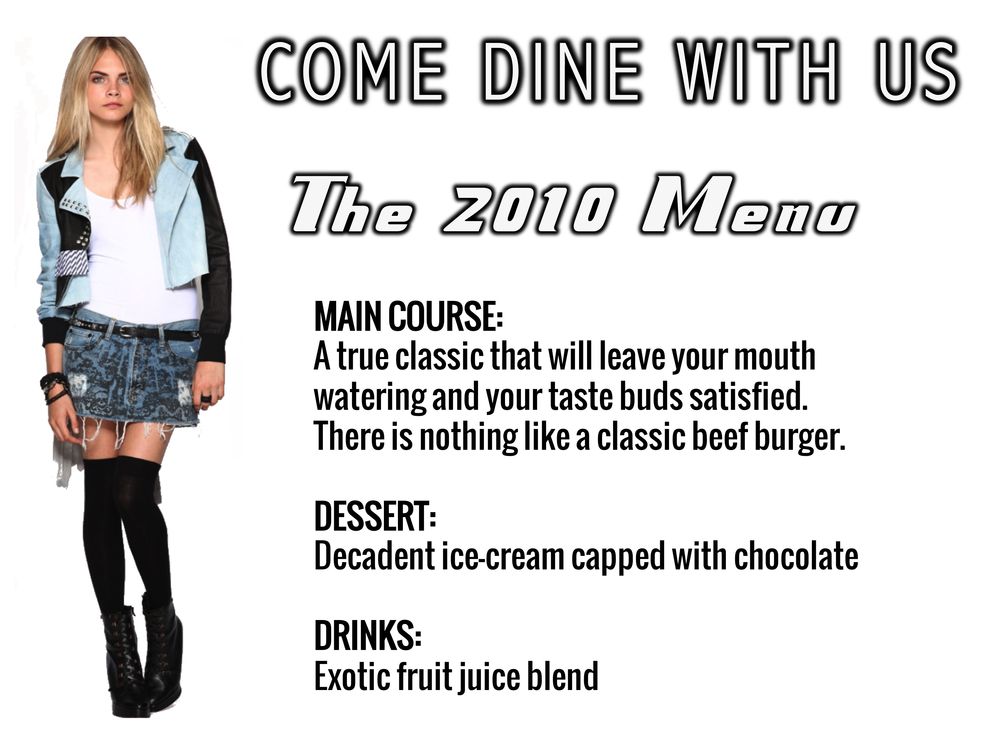 COME DINE WITH US
The 2010 Menu
MAIN COURSE:
A true classic that will leave your mouth
watering and your taste buds satisfied.
There is nothing like a classic beef burger.
DESSERT:
Decadent ice-cream capped with chocolate
DRINKS:
Exotic fruit juice blend